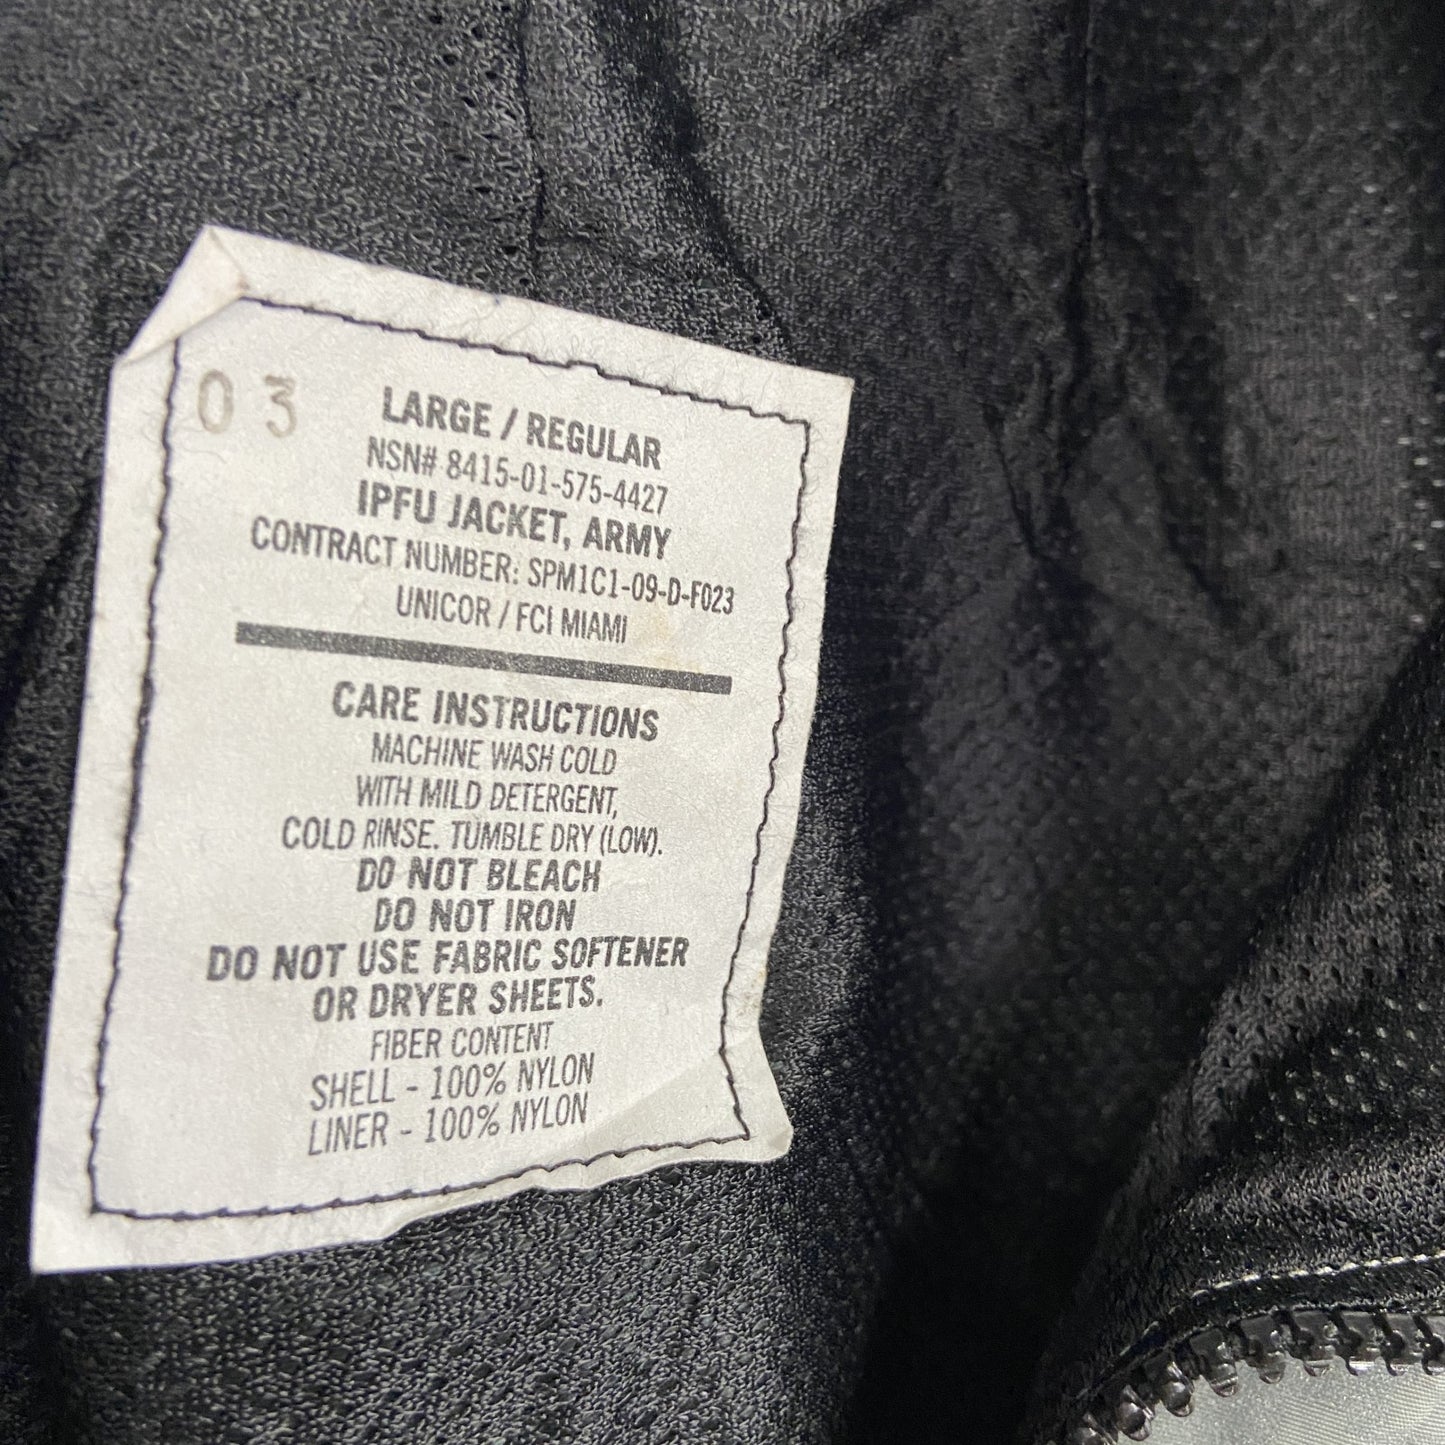 03
LARGE / REGULAR
NSN# 8415-01-575-4427
IPFU JACKET, ARMY
CONTRACT NUMBER: SPM1C1-09-D-F023
UNICOR / FCI MIAMI
CARE INSTRUCTIONS
MACHINE WASH COLD
WITH MILD DETERGENT,
COLD RINSE. TUMBLE DRY (LOW).
DO NOT BLEACH
DO NOT IRON
DO NOT USE FABRIC SOFTENER
OR DRYER SHEETS.
FIBER CONTENT
SHELL - 100% NYLON
LINER - 100% NYLON